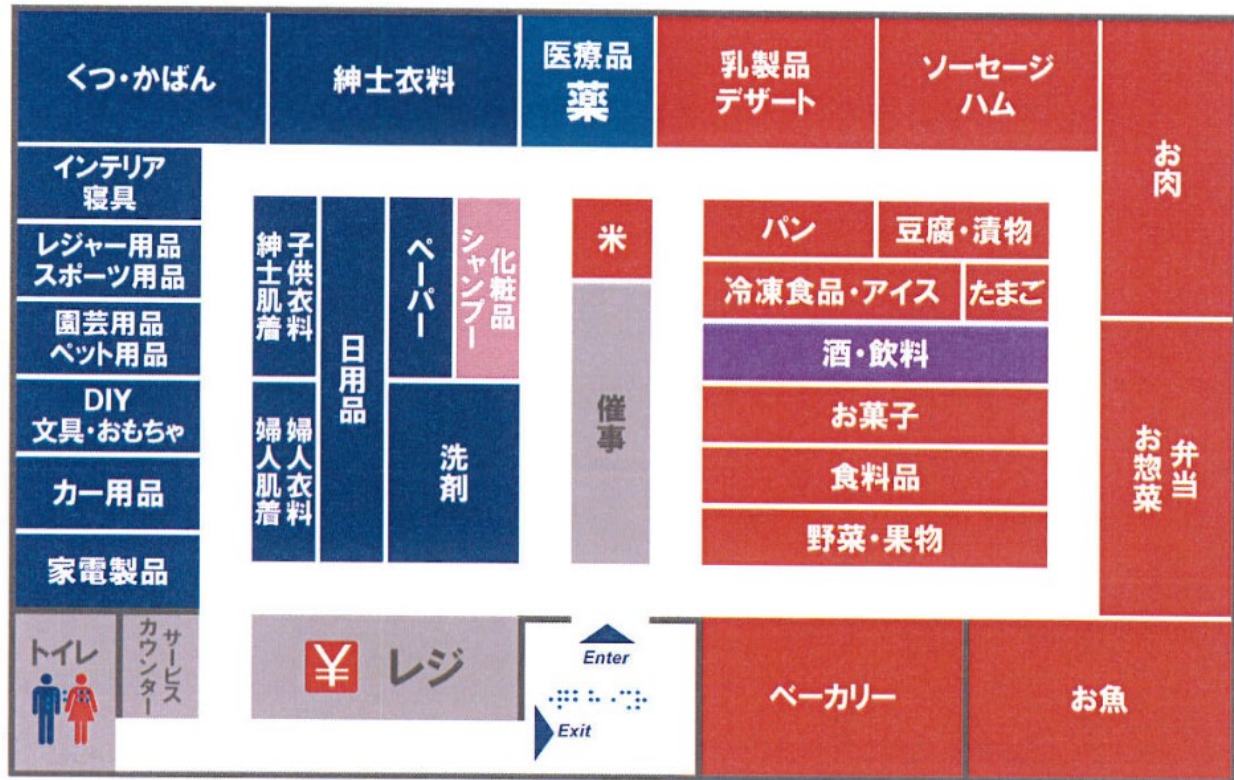 くつ・かばん
紳士衣料
医療品
薬
乳製品
デザート
ソーセージ
ハム
お肉
インテリア
寝具
レジャー用品
スポーツ用品
園芸用品
ペット用品
DIY
文具・おもちゃ
カー用品
家電製品
子供衣料
紳士肌着
婦人衣料
婦人肌着
日用品
ペーパー
化粧品
シャンプー
洗剤
米
催事
パン
豆腐・漬物
冷凍食品・アイス
たまご
酒・飲料
お菓子
食料品
野菜・果物
弁当
お惣菜
トイレ
サービス
カウンター
¥ レジ
Enter
Exit
ベーカリー
お魚